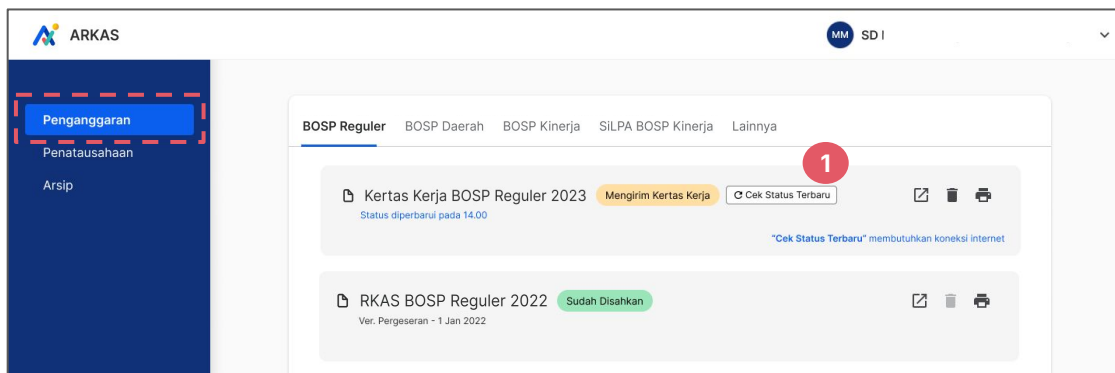 ARKAS
MM SD
Penganggaran
Penatausahaan
Arsip
BOSP Reguler BOSP Daerah BOSP Kinerja SiLPA BOSP Kinerja Lainnya
1
Kertas Kerja BOSP Reguler 2023 Mengirim Kertas Kerja Cek Status Terbaru
Status diperbarui pada 14.00
"Cek Status Terbaru" membutuhkan koneksi internet
RKAS BOSP Reguler 2022 Sudah Disahkan
Ver. Pergeseran - 1 Jan 2022